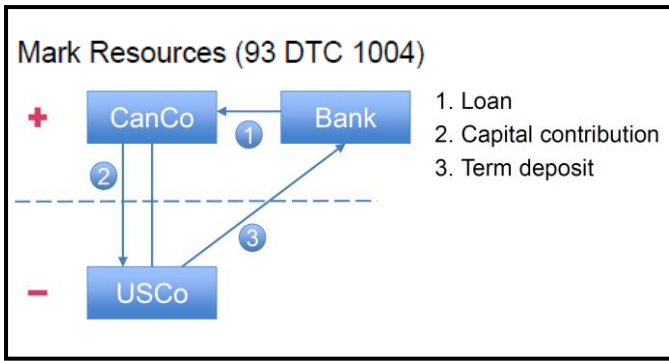 Mark Resources (93 DTC 1004)
+
CanCo
Bank
1
2
3
−
USCo
1. Loan
2. Capital contribution
3. Term deposit